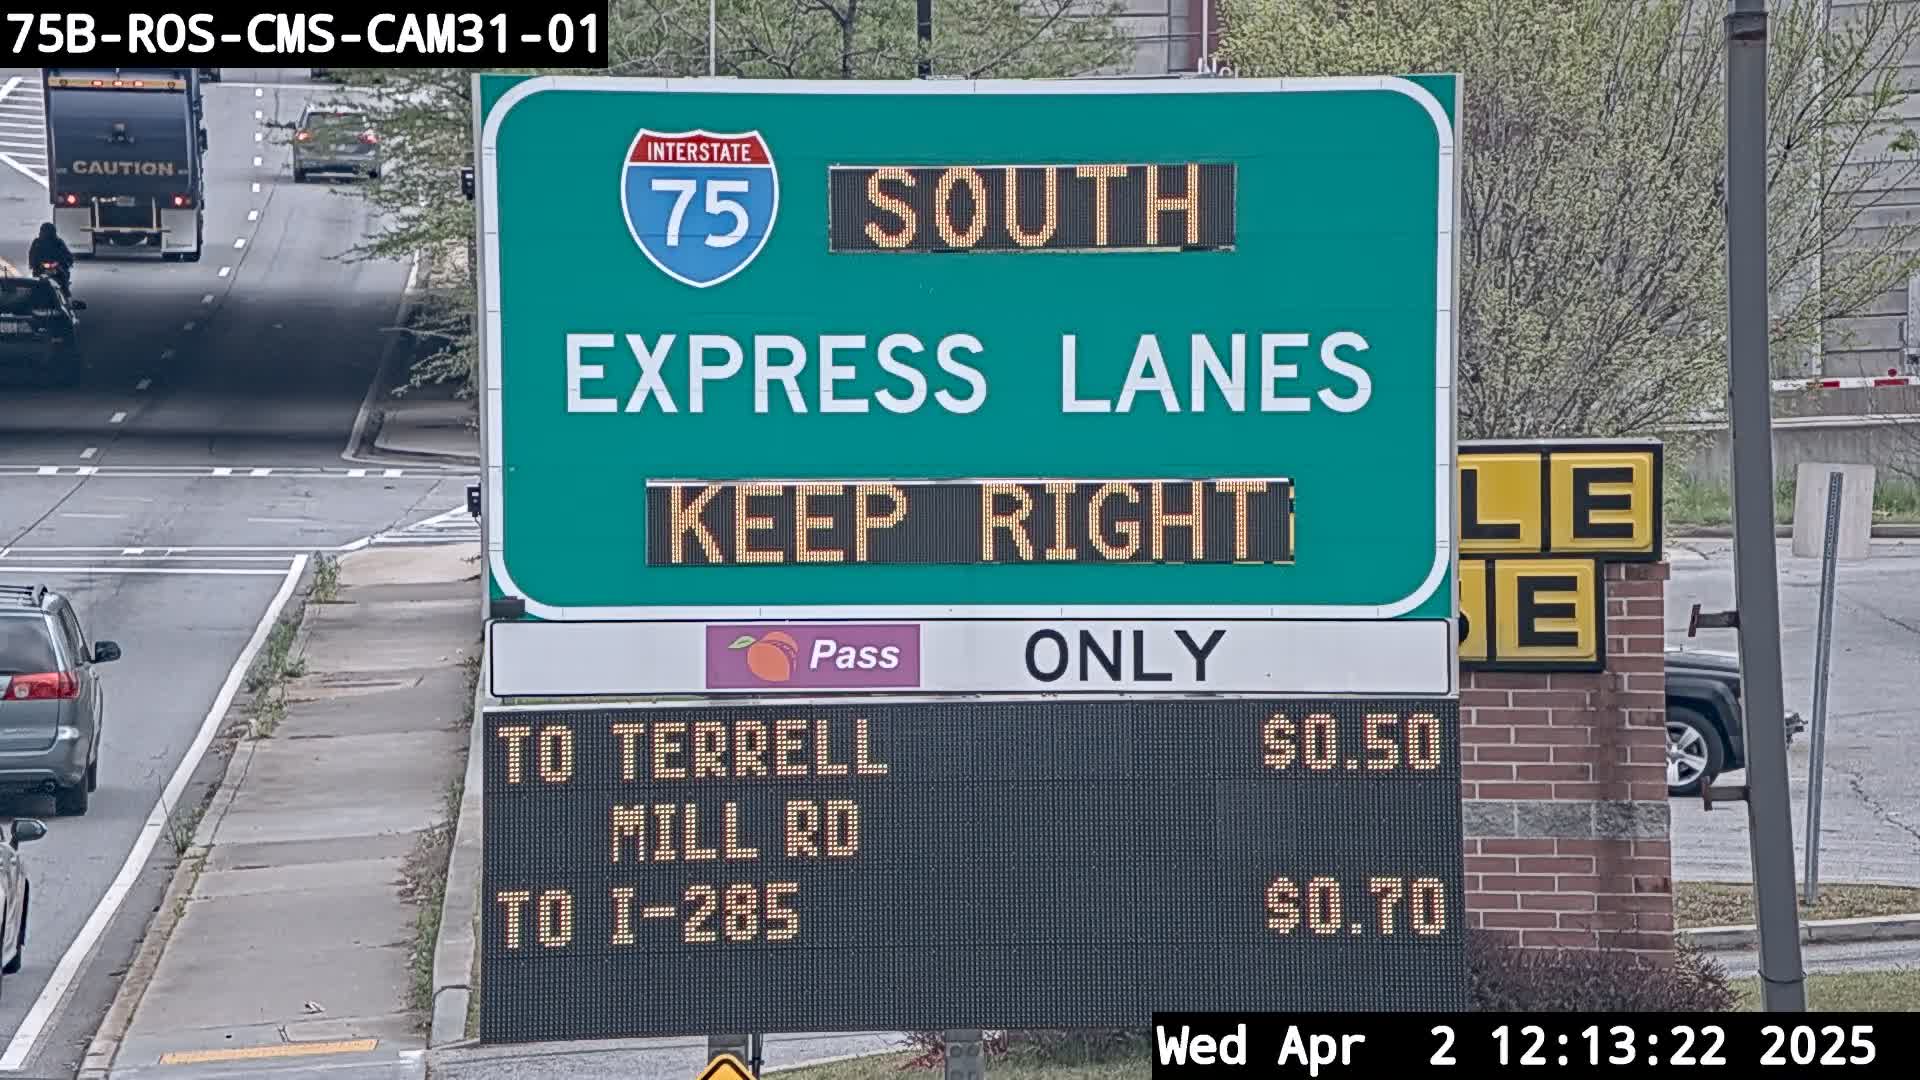 75B-ROS-CMS-CAM31-01
CAUTION
INTERSTATE
75
SOUTH
EXPRESS LANES
KEEP RIGHT
Pass ONLY
TO TERRELL $0.50
MILL RD
TO I-285 $0.70
LE
E
Wed Apr 2 12:13:22 2025